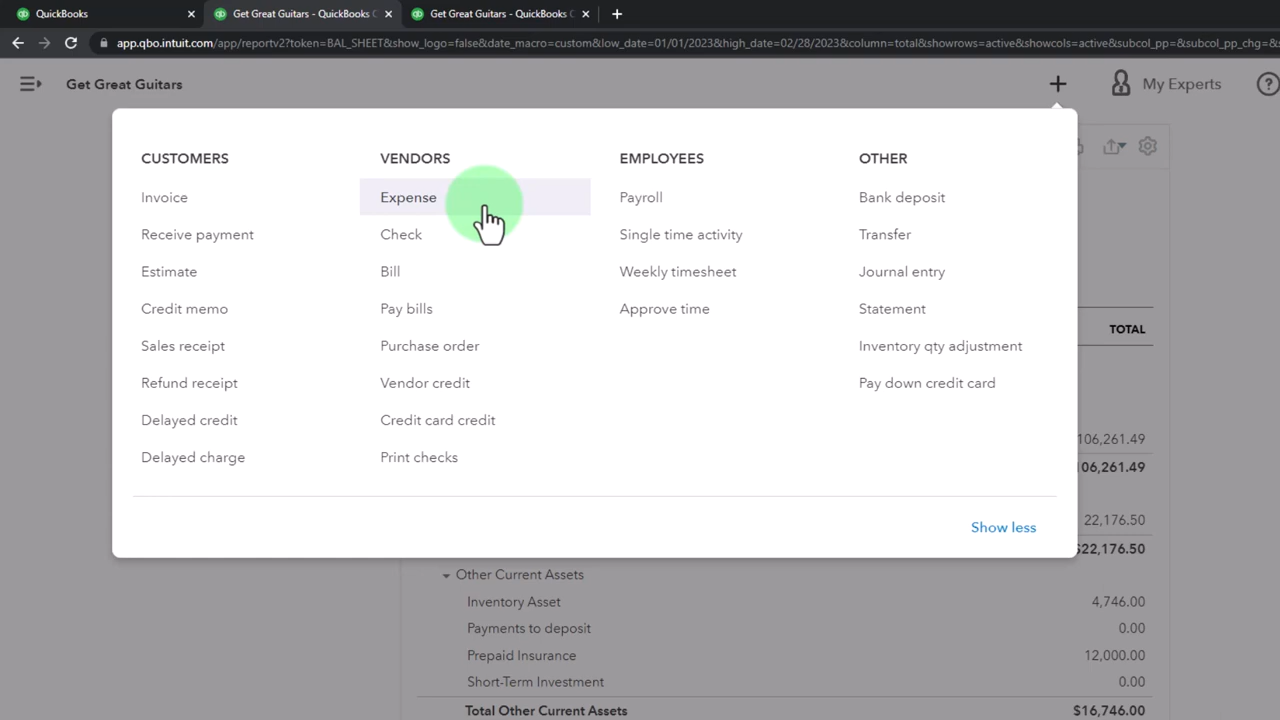 QuickBooks
Get Great Guitars - QuickBooks C
Get Great Guitars - QuickBooks C
app.qbo.intuit.com/app/reportv2?token=BAL_SHEET&show_logo=false&date_macro=custom&low_date=01/01/2023&high_date=02/28/2023&column=total&showrows=active&showcols=active&subcol_pp=&subcol_pp_chg=&
Get Great Guitars
My Experts
CUSTOMERS
Invoice
Receive payment
Estimate
Credit memo
Sales receipt
Refund receipt
Delayed credit
Delayed charge
VENDORS
Expense
Check
Bill
Pay bills
Purchase order
Vendor credit
Credit card credit
Print checks
EMPLOYEES
Payroll
Single time activity
Weekly timesheet
Approve time
OTHER
Bank deposit
Transfer
Journal entry
Statement
Inventory qty adjustment
Pay down credit card
Show less
TOTAL
106,261.49
06,261.49
22,176.50
$22,176.50
Other Current Assets
Inventory Asset 4,746.00
Payments to deposit 0.00
Prepaid Insurance 12,000.00
Short-Term Investment 0.00
Total Other Current Assets $16,746.00